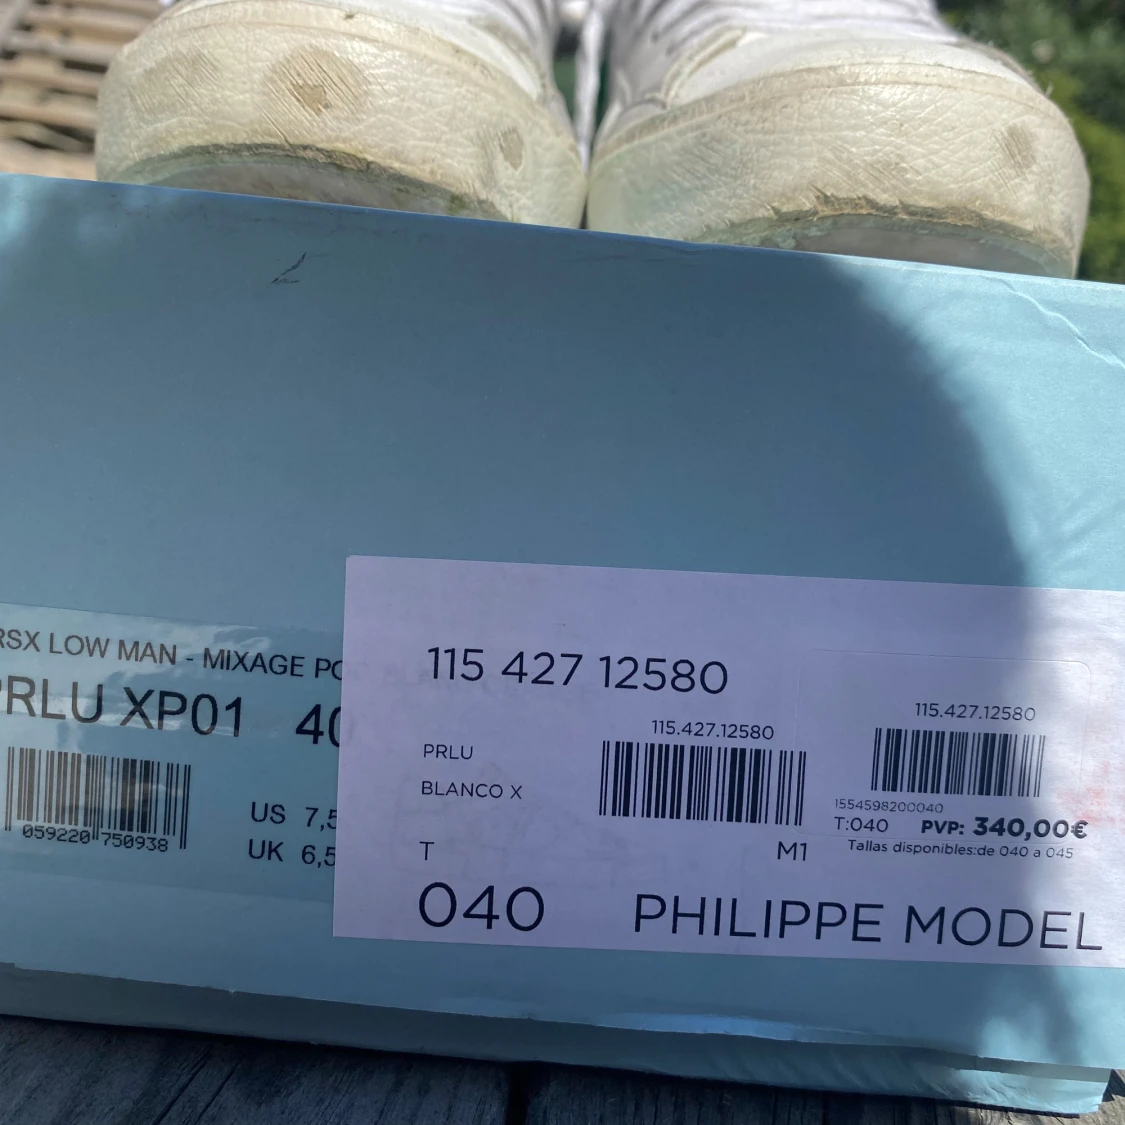 RSX LOW MAN - MIXAGE PO
PRLU XP01 40
059220 750938
US 7,5
UK 6,5
115 427 12580
115.427.12580
PRLU
BLANCO X
T
M1
040
PHILIPPE MODEL
115.427.12580
1554598200040
T:040 PVP: 340,00€
Tallas disponibles:de 040 a 045